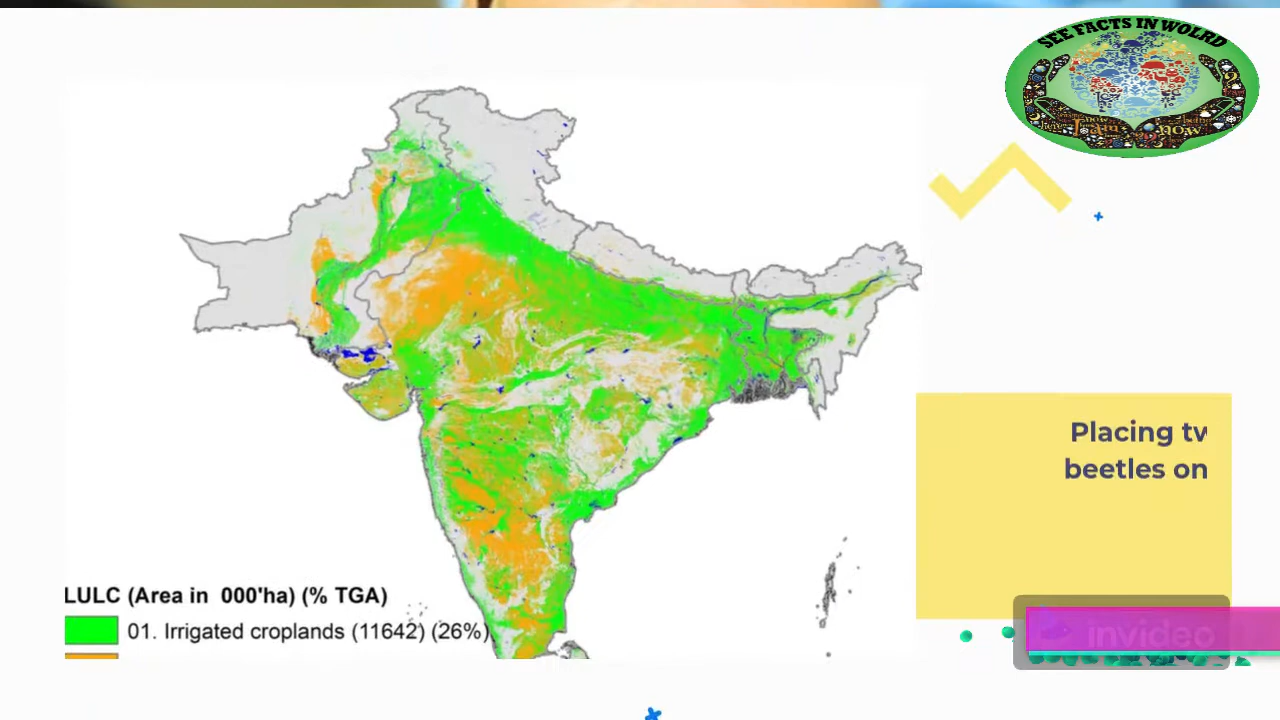 SEE FACTS IN WOLRD
now
Placing tv
beetles on
LULC (Area in 000'ha) (% TGA)
01. Irrigated croplands (11642) (26%)
invideo